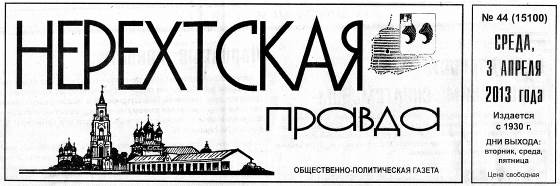 НЕРЕХТСКАЯ
правда
ОБЩЕСТВЕННО-ПОЛИТИЧЕСКАЯ ГАЗЕТА
№ 44 (15100)
СРЕДА,
3 АПРЕЛЯ
2013 года
Издается
с 1930 г.
ДНИ ВЫХОДА:
вторник, среда,
пятница
Цена свободная